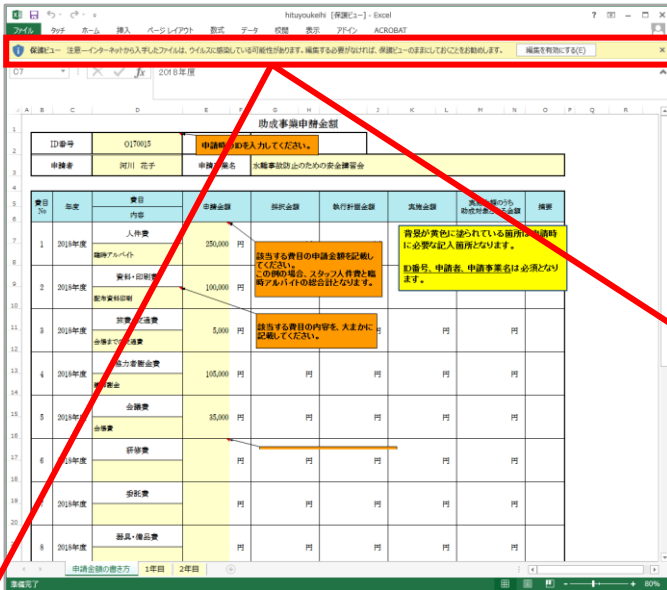 hituyoukeihi [保護ビュー] - Excel
ファイル タッチ ホーム 挿入 ページ レイアウト 数式 データ 校閲 表示 アドイン ACROBAT
保護ビュー 注意—インターネットから入手したファイルは、ウイルスに感染している可能性があります。編集する必要がなければ、保護ビューのままにしておくことをお勧めします。 編集を有効にする(E)
O7 fx 2018年度
A B C D E F G H I J K L M N O P Q R
助成事業申請金額
ID番号 O170015 申請時のIDを入力してください。
申請者 河川 花子 申請事業名 水難事故防止のための安全講習会
費目№ 年度 費目 内容 申請金額 採択金額 執行計画金額 実施金額 実施金額のうち助成対象となる金額 摘要
背景が黄色に塗られている箇所は申請時
に必要な記入箇所となります。
ID番号、申請者、申請事業名は必須となり
ます。
1 2018年度 人件費 250,000 円
臨時アルバイト
該当する費目の申請金額を記載し
てください。
この例の場合、スタッフ人件費と臨
時アルバイトの総合計となります。
2 2018年度 資料・印刷費 100,000 円
配布資料印刷
3 2018年度 旅費・交通費 5,000 円 円 円
会場までの交通費
該当する費目の内容を、大まかに
記載してください。
4 2018年度 協力者謝金費 105,000 円 円 円 円 円
講師謝金
5 2018年度 会議費 35,000 円 円 円 円 円
会場費
6 2018年度 研修費 円 円 円 円 円
2018年度 委託費 円 円 円 円 円
8 2018年度 器具・備品費 円 円 円 円 円
申請金額の書き方 1年目 2年目
準備完了 80%